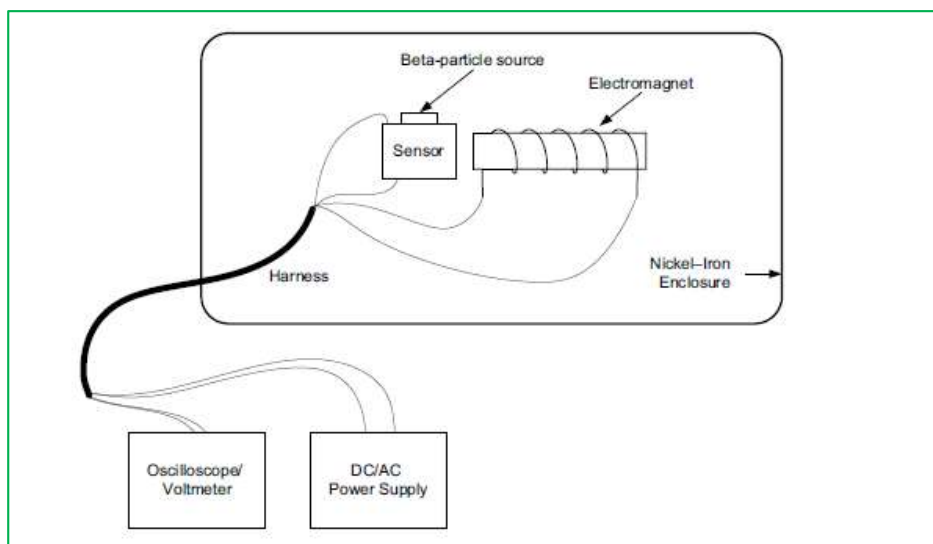 Beta-particle source
Electromagnet
Sensor
Harness
Nickel–Iron
Enclosure
Oscilloscope/
Voltmeter
DC/AC
Power Supply